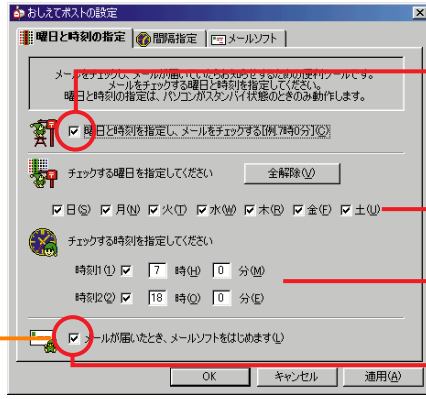 おしえてポストの設定
曜日と時刻の指定 間隔指定 メールソフト
メールをチェックし、メールが届いていたらお知らせするための便利ツールです。
メールをチェックする曜日と時刻を指定してください。
曜日と時刻の指定は、パソコンがスタンバイ状態のときのみ動作します。
曜日と時刻を指定し、メールをチェックする[例.7時0分](C)
チェックする曜日を指定してください 全解除(V)
日(S) 月(N) 火(T) 水(W) 木(R) 金(F) 土(U)
チェックする時刻を指定してください
時刻1(1) 7 時(H) 0 分(M)
時刻2(2) 18 時(O) 0 分(E)
メールが届いたとき、メールソフトをはじめます(L)
OK キャンセル 適用(A)